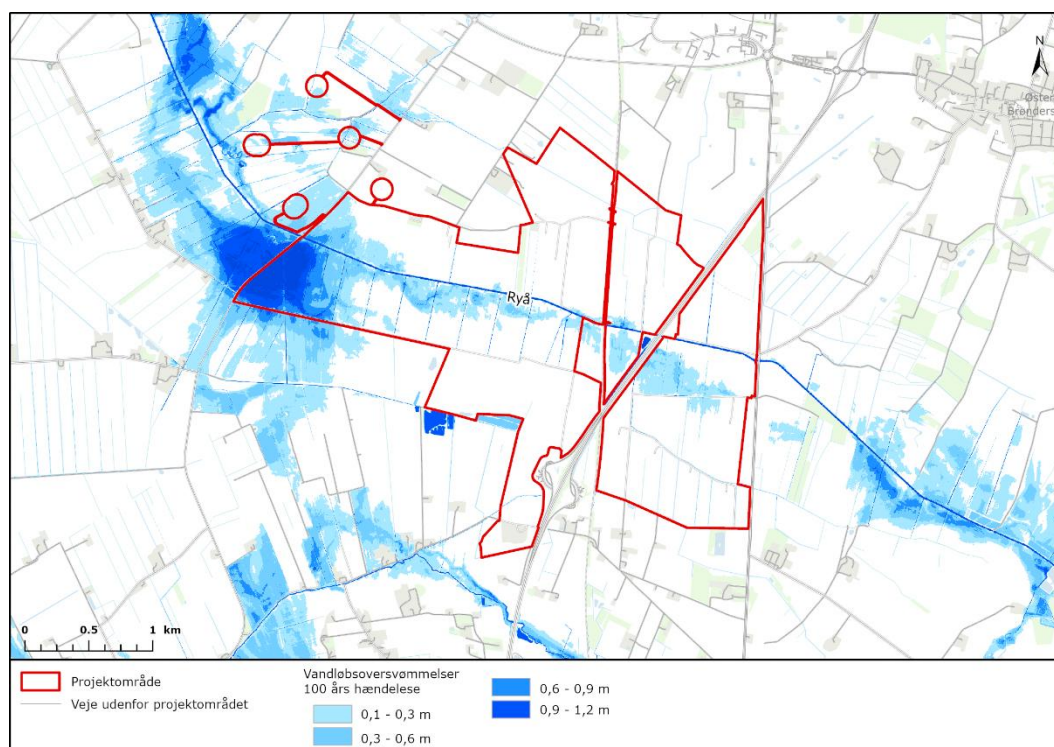 N
Øster
Brønders
Ryå
0 0.5 1 km
Projektområde
Veje udenfor projektområdet
Vandløbsoversvømmelser
100 års hændelese
0,1 - 0,3 m
0,3 - 0,6 m
0,6 - 0,9 m
0,9 - 1,2 m